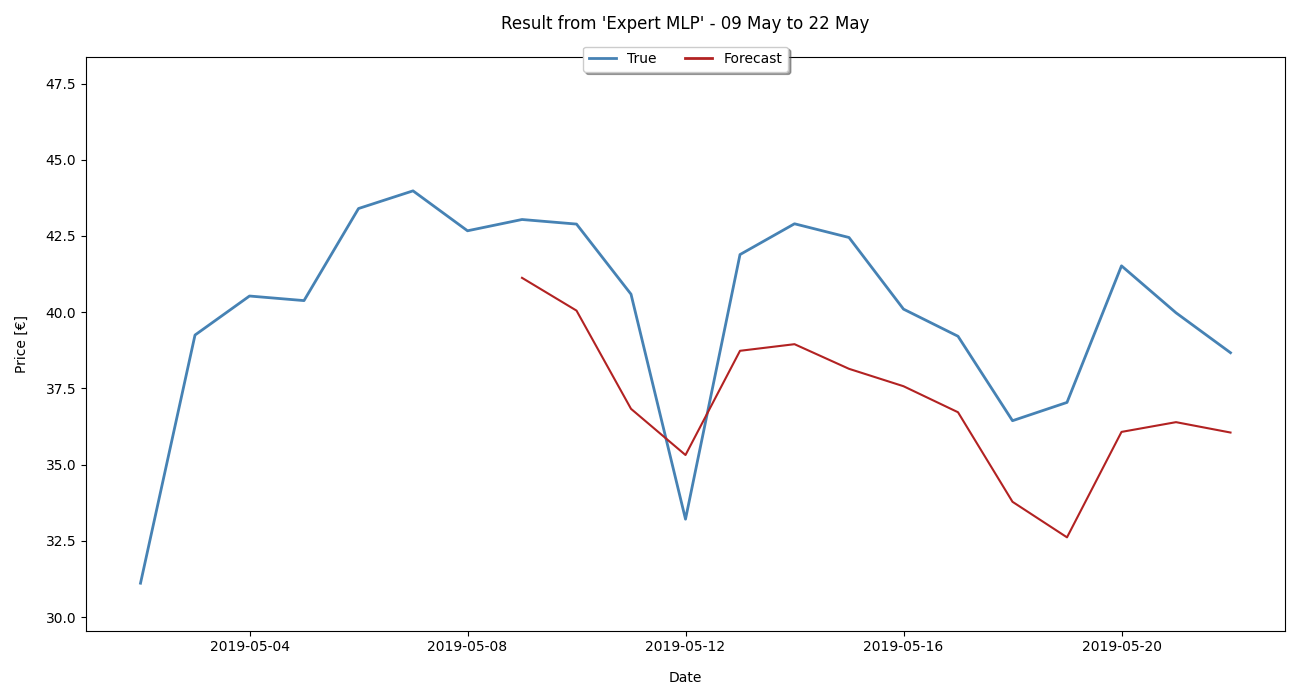 Result from 'Expert MLP' - 09 May to 22 May
True Forecast
47.5
45.0
42.5
40.0
37.5
35.0
32.5
30.0
Price [€]
2019-05-04 2019-05-08 2019-05-12 2019-05-16 2019-05-20
Date